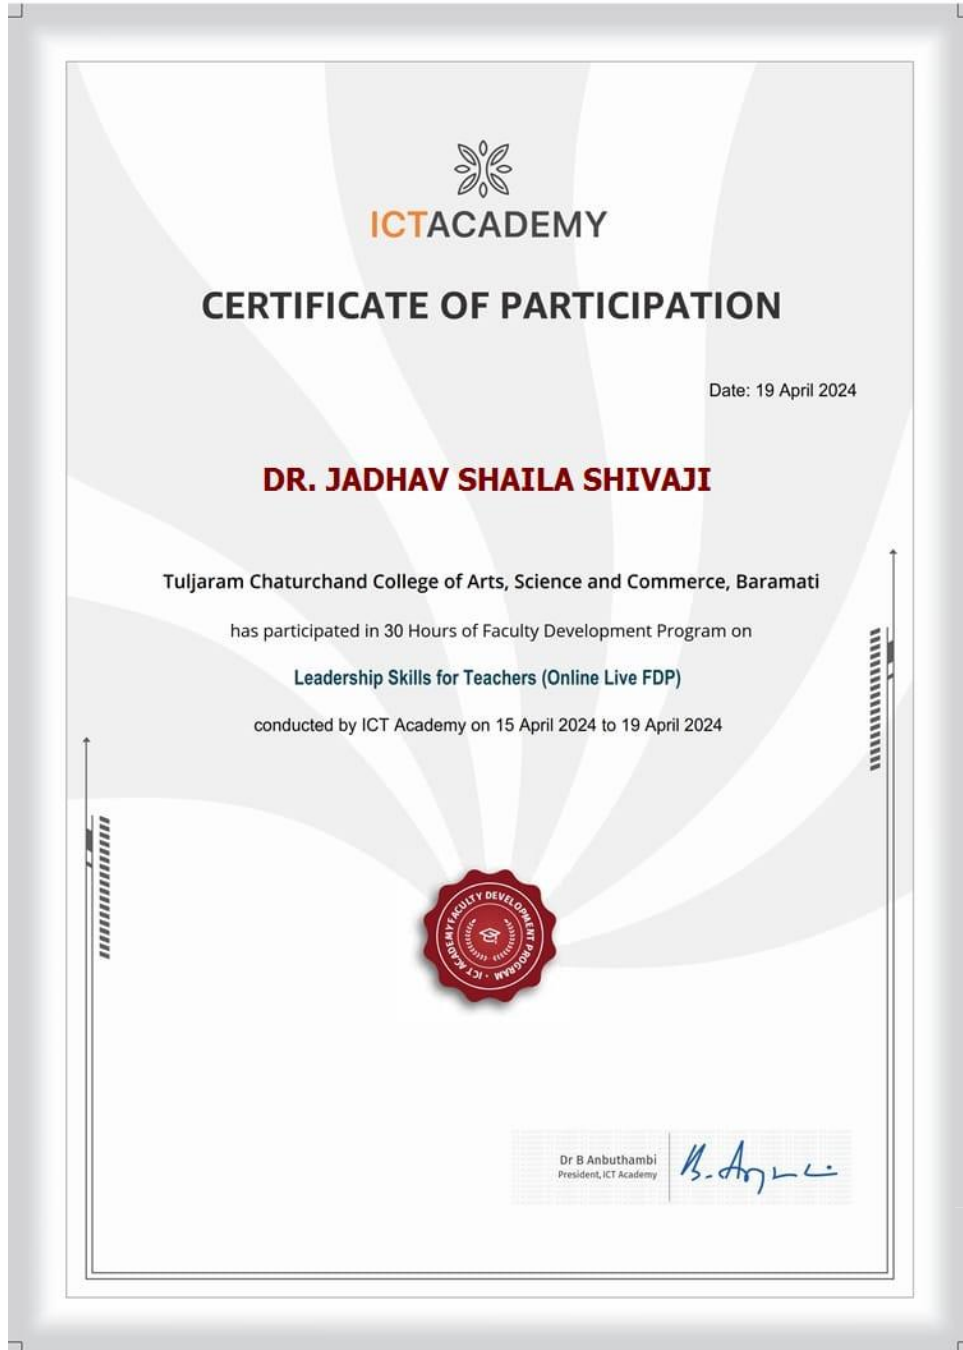 ICTACADEMY
CERTIFICATE OF PARTICIPATION
Date: 19 April 2024
DR. JADHAV SHAILA SHIVAJI
Tuljaram Chaturchand College of Arts, Science and Commerce, Baramati
has participated in 30 Hours of Faculty Development Program on
Leadership Skills for Teachers (Online Live FDP)
conducted by ICT Academy on 15 April 2024 to 19 April 2024
FACULTY DEVELOPMENT PROGRAM · ICT ACADEMY
Dr B Anbuthambi
President, ICT Academy